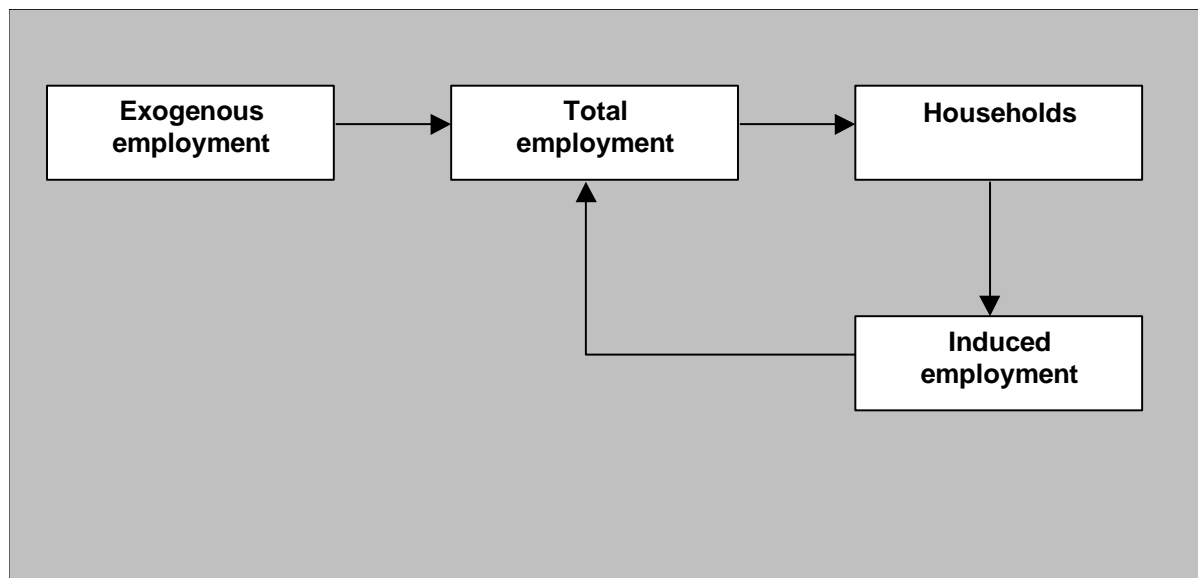 Exogenous
employment
Total
employment
Households
Induced
employment